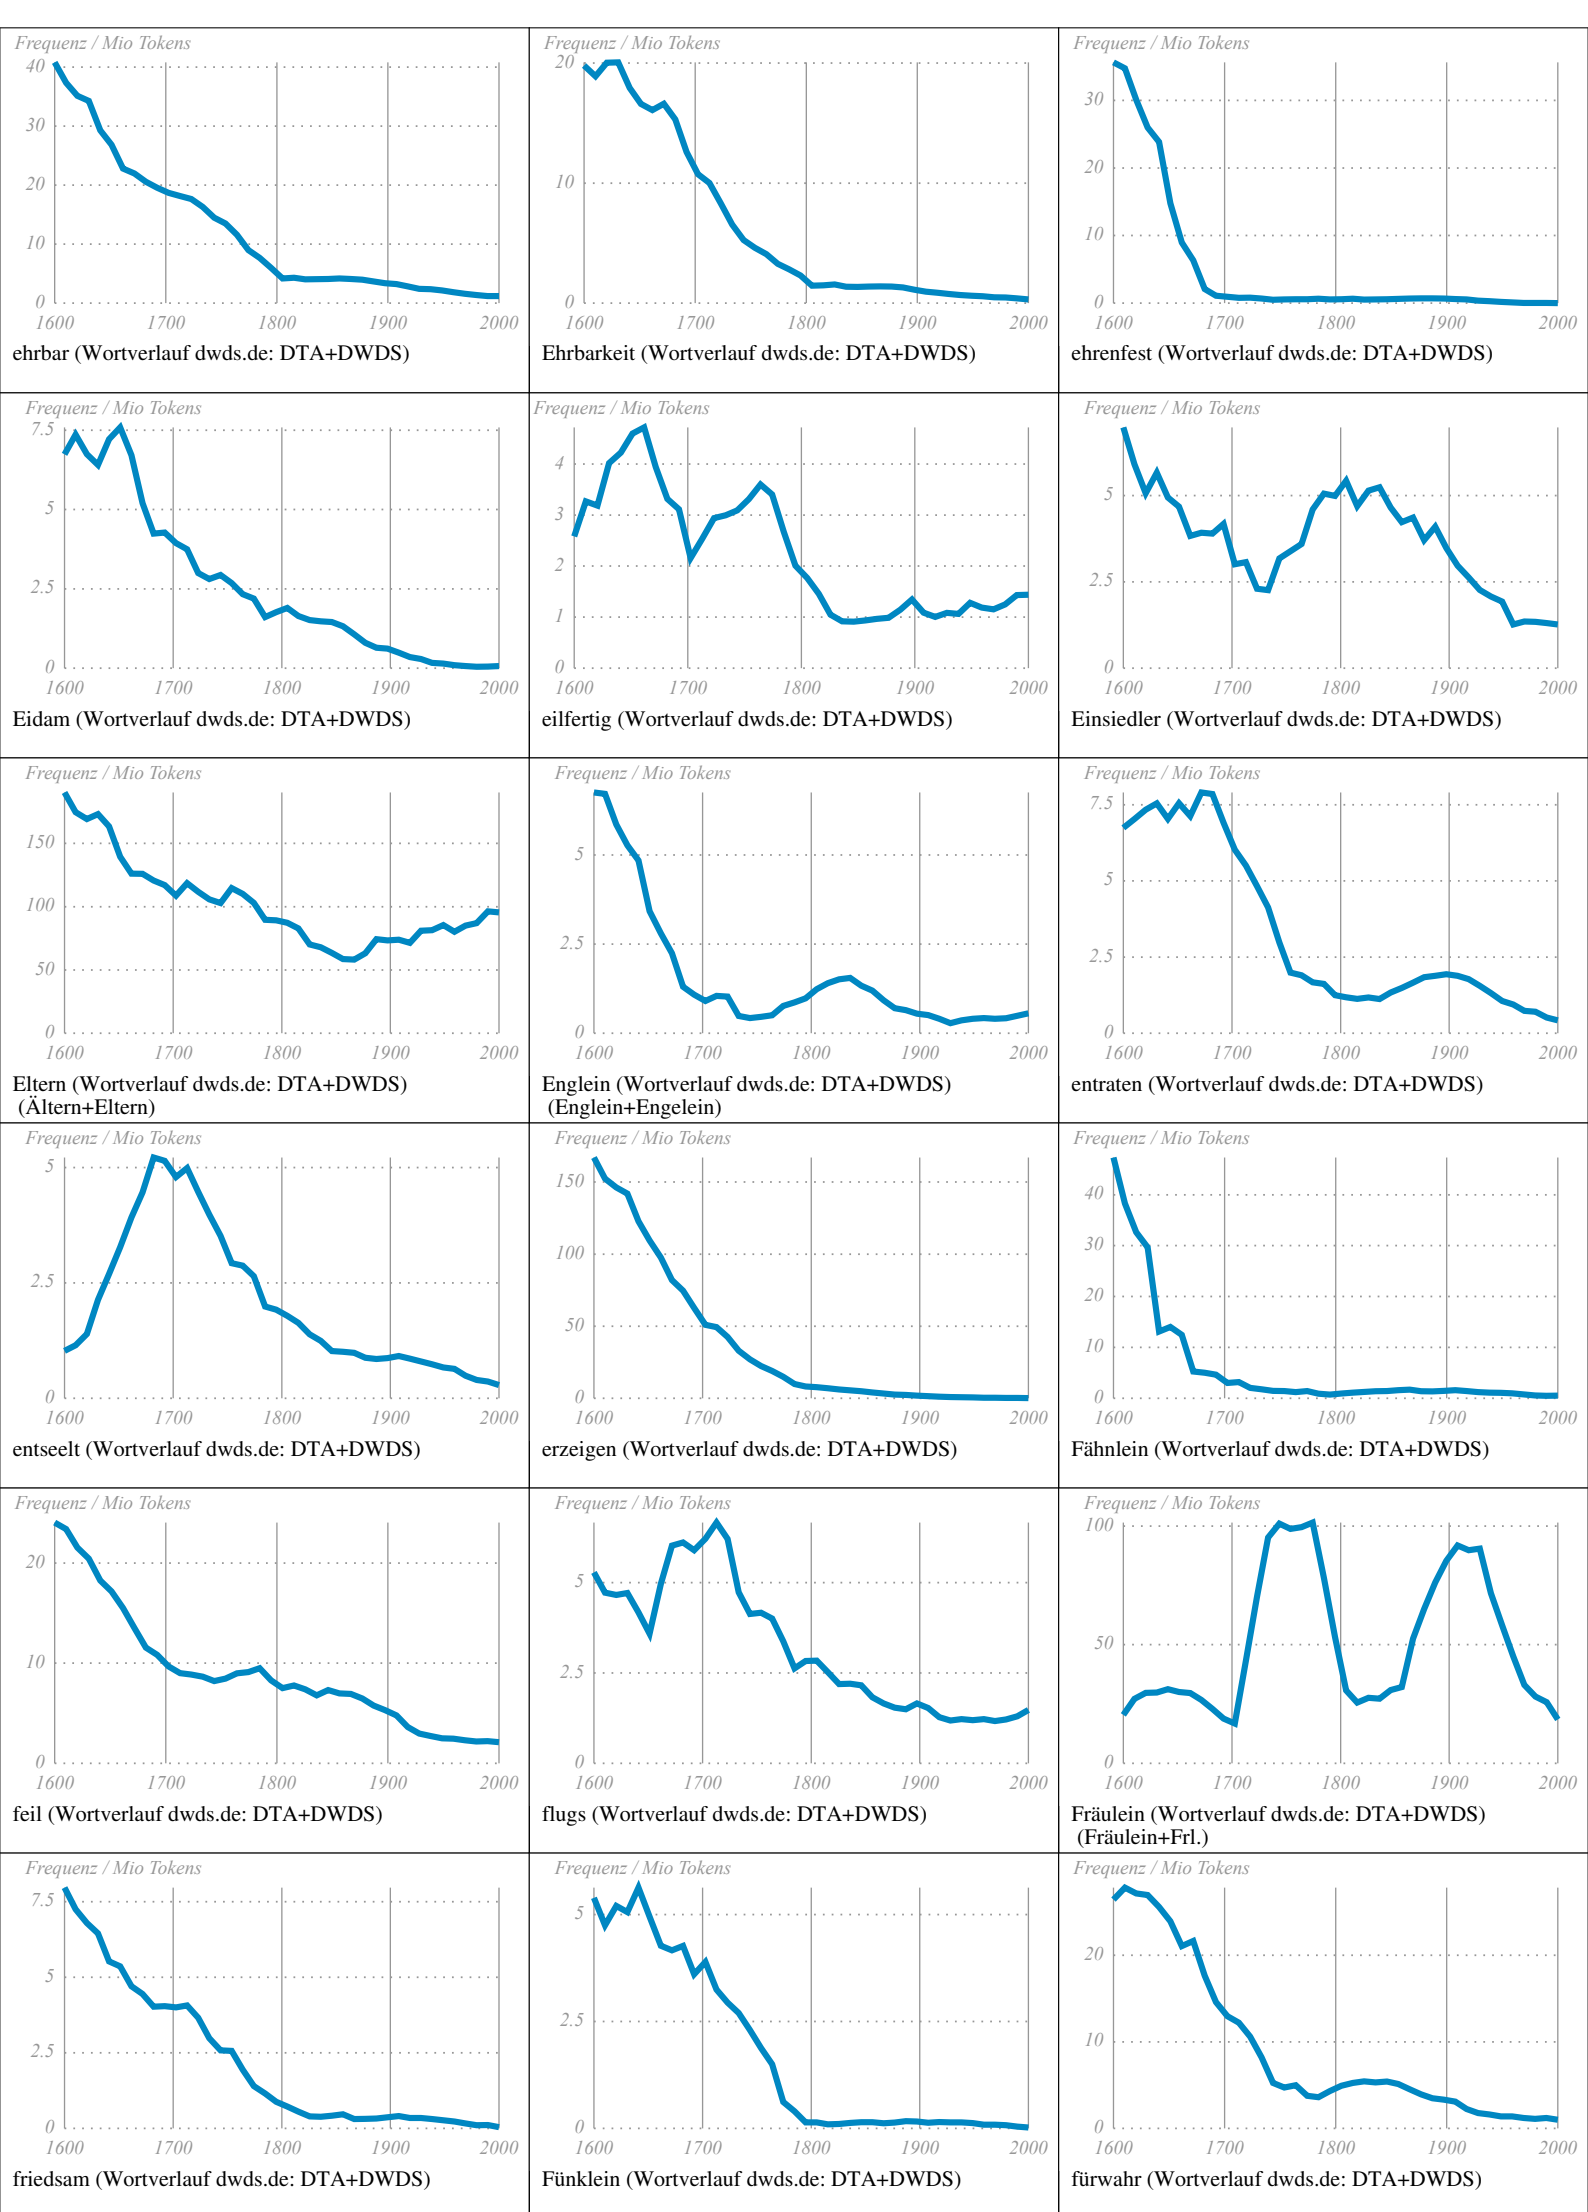 Frequenz / Mio Tokens
40
30
20
10
0
1600 1700 1800 1900 2000
ehrbar (Wortverlauf dwds.de: DTA+DWDS)
Frequenz / Mio Tokens
20
10
0
1600 1700 1800 1900 2000
Ehrbarkeit (Wortverlauf dwds.de: DTA+DWDS)
Frequenz / Mio Tokens
30
20
10
0
1600 1700 1800 1900 2000
ehrenfest (Wortverlauf dwds.de: DTA+DWDS)
Frequenz / Mio Tokens
7.5
5
2.5
0
1600 1700 1800 1900 2000
Eidam (Wortverlauf dwds.de: DTA+DWDS)
Frequenz / Mio Tokens
4
3
2
1
0
1600 1700 1800 1900 2000
eilfertig (Wortverlauf dwds.de: DTA+DWDS)
Frequenz / Mio Tokens
5
2.5
0
1600 1700 1800 1900 2000
Einsiedler (Wortverlauf dwds.de: DTA+DWDS)
Frequenz / Mio Tokens
150
100
50
0
1600 1700 1800 1900 2000
Eltern (Wortverlauf dwds.de: DTA+DWDS)
(Ältern+Eltern)
Frequenz / Mio Tokens
5
2.5
0
1600 1700 1800 1900 2000
Englein (Wortverlauf dwds.de: DTA+DWDS)
(Englein+Engelein)
Frequenz / Mio Tokens
7.5
5
2.5
0
1600 1700 1800 1900 2000
entraten (Wortverlauf dwds.de: DTA+DWDS)
Frequenz / Mio Tokens
5
2.5
0
1600 1700 1800 1900 2000
entseelt (Wortverlauf dwds.de: DTA+DWDS)
Frequenz / Mio Tokens
150
100
50
0
1600 1700 1800 1900 2000
erzeigen (Wortverlauf dwds.de: DTA+DWDS)
Frequenz / Mio Tokens
40
30
20
10
0
1600 1700 1800 1900 2000
Fähnlein (Wortverlauf dwds.de: DTA+DWDS)
Frequenz / Mio Tokens
20
10
0
1600 1700 1800 1900 2000
feil (Wortverlauf dwds.de: DTA+DWDS)
Frequenz / Mio Tokens
5
2.5
0
1600 1700 1800 1900 2000
flugs (Wortverlauf dwds.de: DTA+DWDS)
Frequenz / Mio Tokens
100
50
0
1600 1700 1800 1900 2000
Fräulein (Wortverlauf dwds.de: DTA+DWDS)
(Fräulein+Frl.)
Frequenz / Mio Tokens
7.5
5
2.5
0
1600 1700 1800 1900 2000
friedsam (Wortverlauf dwds.de: DTA+DWDS)
Frequenz / Mio Tokens
5
2.5
0
1600 1700 1800 1900 2000
Fünklein (Wortverlauf dwds.de: DTA+DWDS)
Frequenz / Mio Tokens
20
10
0
1600 1700 1800 1900 2000
fürwahr (Wortverlauf dwds.de: DTA+DWDS)